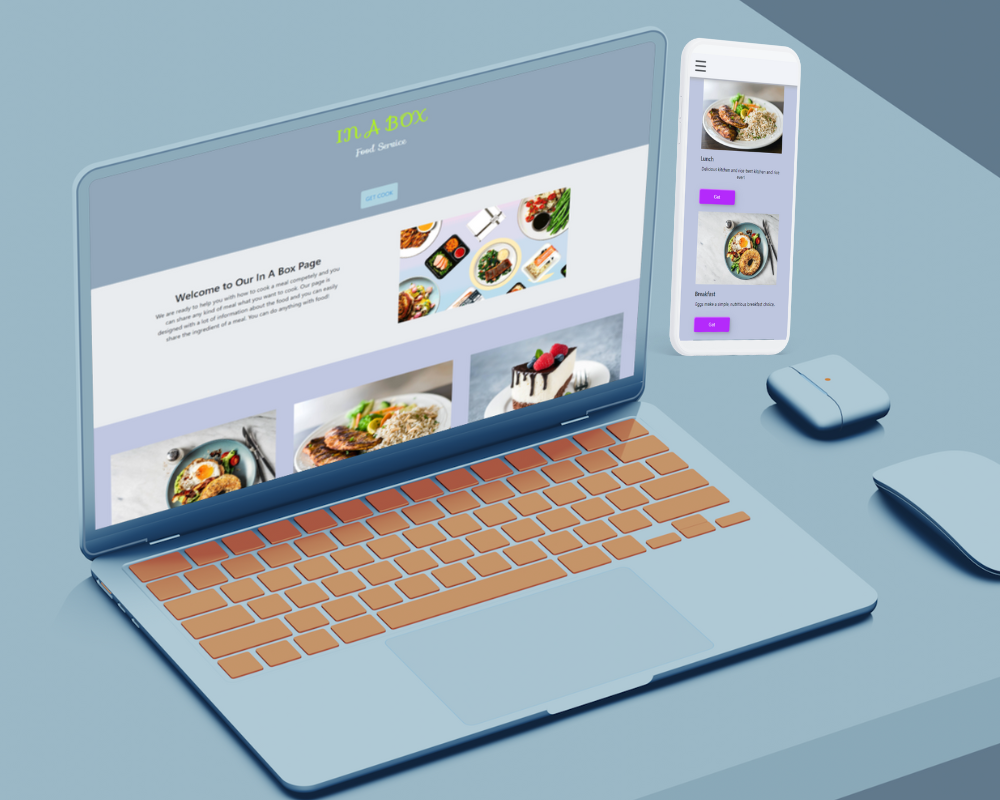 IN A BOX
Food Service
GET COOK
Welcome to Our In A Box Page
We are ready to help you with how to cook a meal competely and you
can share any kind of meal what you want to cook. Our page is
designed with a lot of information about the food and you can easily
share the ingredient of a meal. You can do anything with food!
Lunch
Delicious kitchen and rice best kitchen and rice
ever!
Get
Breakfast
Eggs make a simple, nutritious breakfast choice.
Get